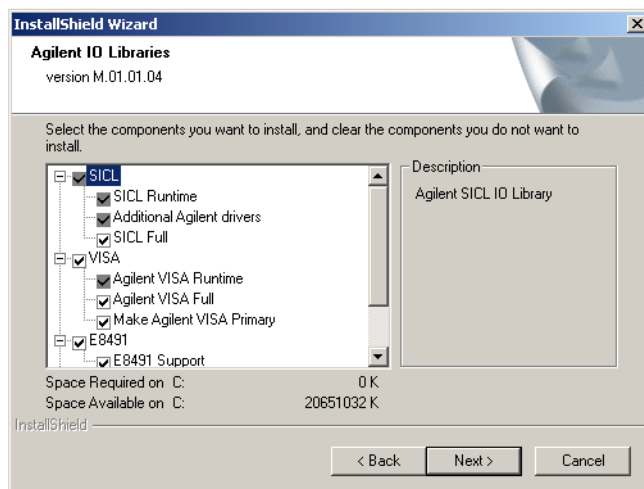 InstallShield Wizard
Agilent IO Libraries
version M.01.01.04
Select the components you want to install, and clear the components you do not want to
install.
SICL
SICL Runtime
Additional Agilent drivers
SICL Full
VISA
Agilent VISA Runtime
Agilent VISA Full
Make Agilent VISA Primary
E8491
E8491 Support
Description
Agilent SICL IO Library
Space Required on C: 0 K
Space Available on C: 20651032 K
InstallShield
< Back Next > Cancel